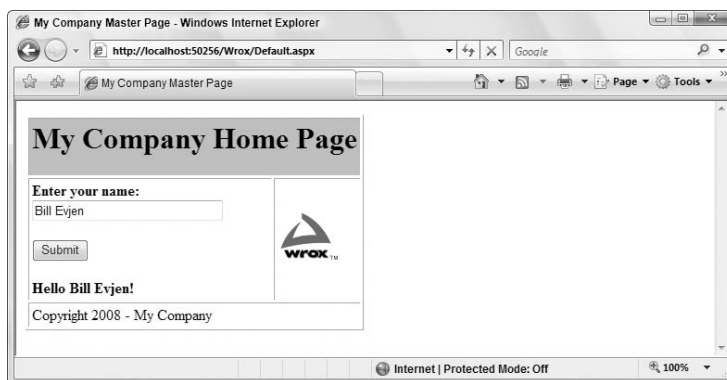 My Company Master Page - Windows Internet Explorer
http://localhost:50256/Wrox/Default.aspx
Google
My Company Master Page
Page
Tools
My Company Home Page
Enter your name:
Bill Evjen
Submit
wrox™
Hello Bill Evjen!
Copyright 2008 - My Company
Internet | Protected Mode: Off
100%